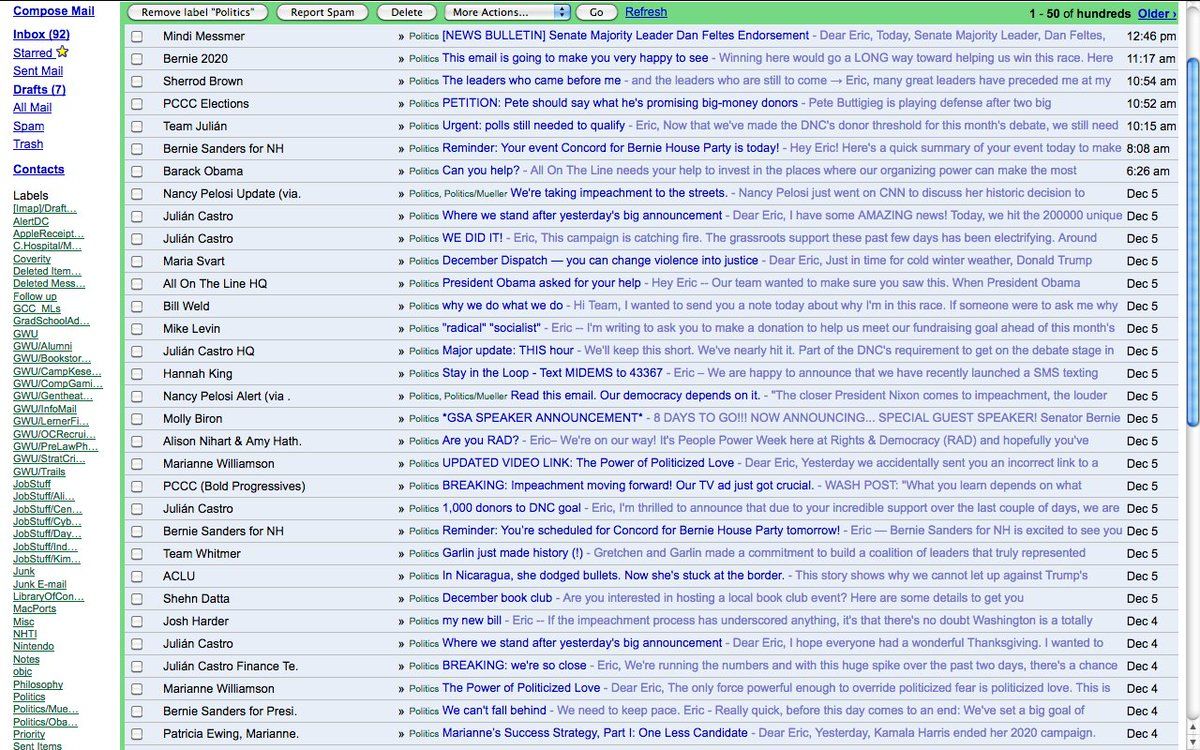 Compose Mail
Inbox (92)
Starred
Sent Mail
Drafts (7)
All Mail
Spam
Trash
Contacts
Labels
[Imap]/Draft...
AlertDC
AppleReceipt...
C.Hospital/M...
Coverity
Deleted Item...
Deleted Mess...
Follow up
GCC_MLs
GradSchoolAd...
GWU
GWU/Alumni
GWU/Bookstor...
GWU/CampKese...
GWU/CompGami...
GWU/Gentheat...
GWU/InfoMail
GWU/LernerFi...
GWU/OCRecrui...
GWU/PreLawPh...
GWU/StratCri...
GWU/Trails
JobStuff
JobStuff/Ali...
JobStuff/Cen...
JobStuff/Cyb...
JobStuff/Day...
JobStuff/Ind...
JobStuff/Kim...
Junk
Junk E-mail
LibraryOfCon...
MacPorts
Misc
NHTI
Nintendo
Notes
objc
Philosophy
Politics
Politics/Mue...
Politics/Oba...
Priority
Sent Items
Remove label "Politics" Report Spam Delete More Actions... Go Refresh 1 - 50 of hundreds Older ›
Mindi Messmer » Politics [NEWS BULLETIN] Senate Majority Leader Dan Feltes Endorsement - Dear Eric, Today, Senate Majority Leader, Dan Feltes, 12:46 pm
Bernie 2020 » Politics This email is going to make you very happy to see - Winning here would go a LONG way toward helping us win this race. Here 11:17 am
Sherrod Brown » Politics The leaders who came before me - and the leaders who are still to come → Eric, many great leaders have preceded me at my 10:54 am
PCCC Elections » Politics PETITION: Pete should say what he's promising big-money donors - Pete Buttigieg is playing defense after two big 10:52 am
Team Julián » Politics Urgent: polls still needed to qualify - Eric, Now that we've made the DNC's donor threshold for this month's debate, we still need 10:15 am
Bernie Sanders for NH » Politics Reminder: Your event Concord for Bernie House Party is today! - Hey Eric! Here's a quick summary of your event today to make 8:08 am
Barack Obama » Politics Can you help? - All On The Line needs your help to invest in the places where our organizing power can make the most 6:26 am
Nancy Pelosi Update (via. » Politics, Politics/Mueller We're taking impeachment to the streets. - Nancy Pelosi just went on CNN to discuss her historic decision to Dec 5
Julián Castro » Politics Where we stand after yesterday's big announcement - Dear Eric, I have some AMAZING news! Today, we hit the 200000 unique Dec 5
Julián Castro » Politics WE DID IT! - Eric, This campaign is catching fire. The grassroots support these past few days has been electrifying. Around Dec 5
Maria Svart » Politics December Dispatch — you can change violence into justice - Dear Eric, Just in time for cold winter weather, Donald Trump Dec 5
All On The Line HQ » Politics President Obama asked for your help - Hey Eric -- Our team wanted to make sure you saw this. When President Obama Dec 5
Bill Weld » Politics why we do what we do - Hi Team, I wanted to send you a note today about why I'm in this race. If someone were to ask me why Dec 5
Mike Levin » Politics "radical" "socialist" - Eric – I'm writing to ask you to make a donation to help us meet our fundraising goal ahead of this month's Dec 5
Julián Castro HQ » Politics Major update: THIS hour - We'll keep this short. We've nearly hit it. Part of the DNC's requirement to get on the debate stage in Dec 5
Hannah King » Politics Stay in the Loop - Text MIDEMS to 43367 - Eric – We are happy to announce that we have recently launched a SMS texting Dec 5
Nancy Pelosi Alert (via . » Politics, Politics/Mueller Read this email. Our democracy depends on it. - "The closer President Nixon comes to impeachment, the louder Dec 5
Molly Biron » Politics *GSA SPEAKER ANNOUNCEMENT* - 8 DAYS TO GO!!! NOW ANNOUNCING... SPECIAL GUEST SPEAKER! Senator Bernie Dec 5
Alison Nihart & Amy Hath. » Politics Are you RAD? - Eric– We're on our way! It's People Power Week here at Rights & Democracy (RAD) and hopefully you've Dec 5
Marianne Williamson » Politics UPDATED VIDEO LINK: The Power of Politicized Love - Dear Eric, Yesterday we accidentally sent you an incorrect link to a Dec 5
PCCC (Bold Progressives) » Politics BREAKING: Impeachment moving forward! Our TV ad just got crucial. - WASH POST: "What you learn depends on what Dec 5
Julián Castro » Politics 1,000 donors to DNC goal - Eric, I'm thrilled to announce that due to your incredible support over the last couple of days, we are Dec 5
Bernie Sanders for NH » Politics Reminder: You're scheduled for Concord for Bernie House Party tomorrow! - Eric — Bernie Sanders for NH is excited to see you Dec 5
Team Whitmer » Politics Garlin just made history (!) - Gretchen and Garlin made a commitment to build a coalition of leaders that truly represented Dec 5
ACLU » Politics In Nicaragua, she dodged bullets. Now she's stuck at the border. - This story shows why we cannot let up against Trump's Dec 5
Shehn Datta » Politics December book club - Are you interested in hosting a local book club event? Here are some details to get you Dec 5
Josh Harder » Politics my new bill - Eric -- If the impeachment process has underscored anything, it's that there's no doubt Washington is a totally Dec 4
Julián Castro » Politics Where we stand after yesterday's big announcement - Dear Eric, I hope everyone had a wonderful Thanksgiving. I wanted to Dec 4
Julián Castro Finance Te. » Politics BREAKING: we're so close - Eric, We're running the numbers and with this huge spike over the past two days, there's a chance Dec 4
Marianne Williamson » Politics The Power of Politicized Love - Dear Eric, The only force powerful enough to override politicized fear is politicized love. This is Dec 4
Bernie Sanders for Presi. » Politics We can't fall behind - We need to keep pace. Eric - Really quick, before this day comes to an end: We've set a big goal of Dec 4
Patricia Ewing, Marianne. » Politics Marianne's Success Strategy, Part I: One Less Candidate - Dear Eric, Yesterday, Kamala Harris ended her 2020 campaign. Dec 4